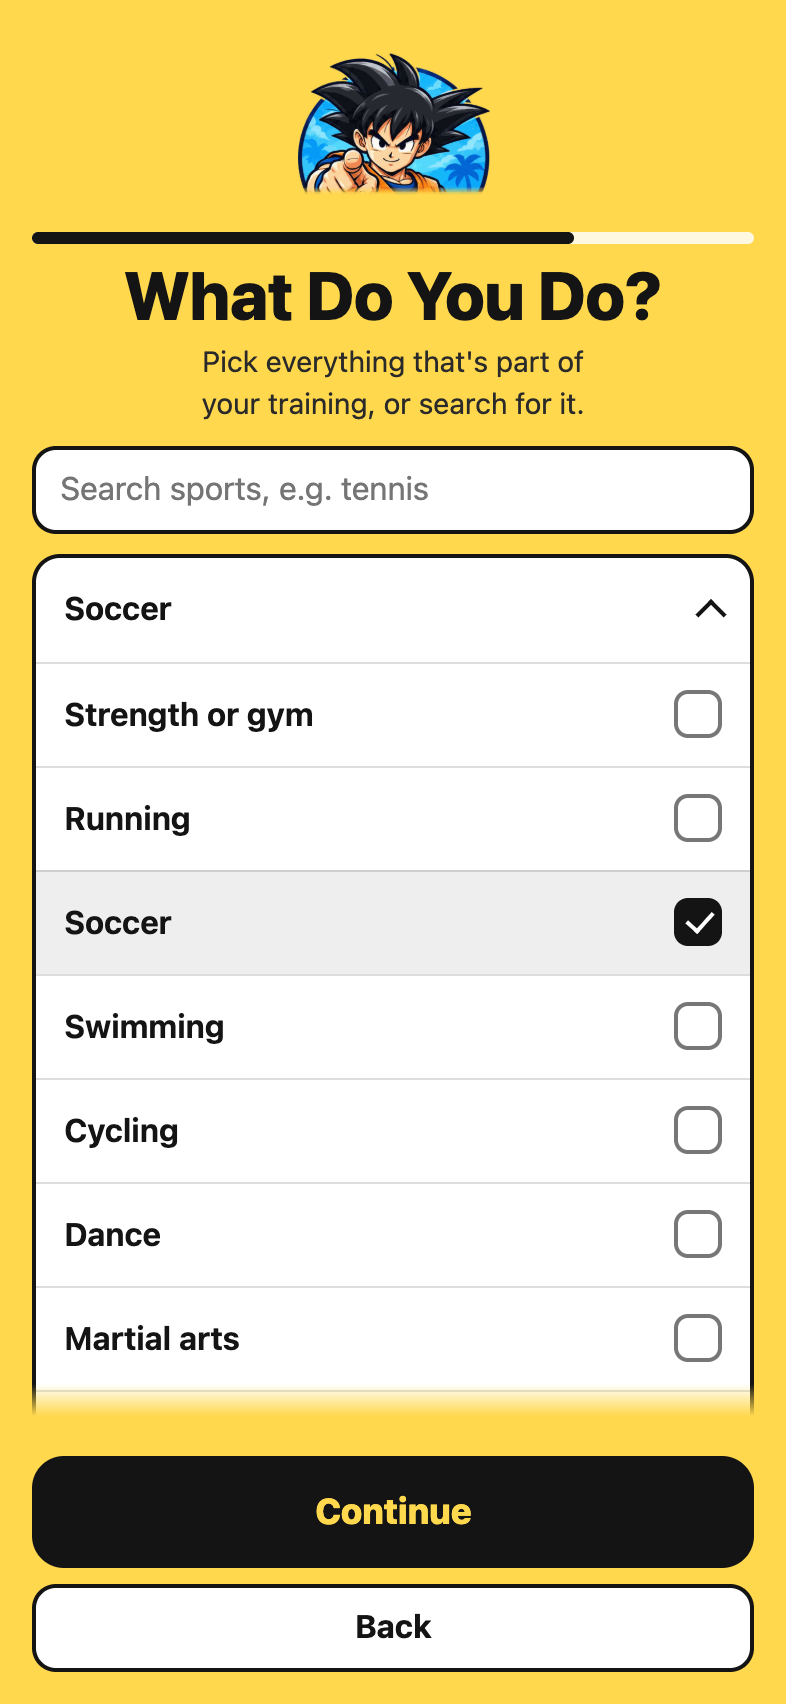 What Do You Do?
Pick everything that's part of
your training, or search for it.
Search sports, e.g. tennis
Soccer
Strength or gym
Running
Soccer
Swimming
Cycling
Dance
Martial arts
Continue
Back